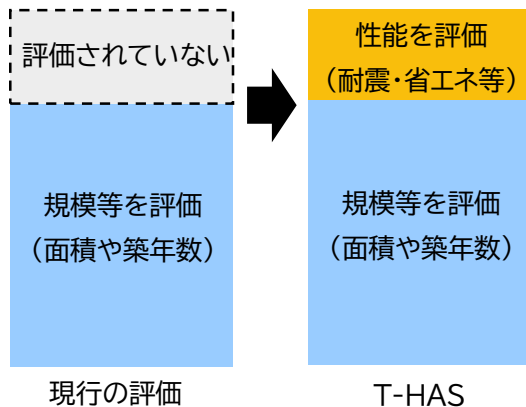 評価されていない
規模等を評価
（面積や築年数）
現行の評価
性能を評価
（耐震・省エネ等）
規模等を評価
（面積や築年数）
T-HAS